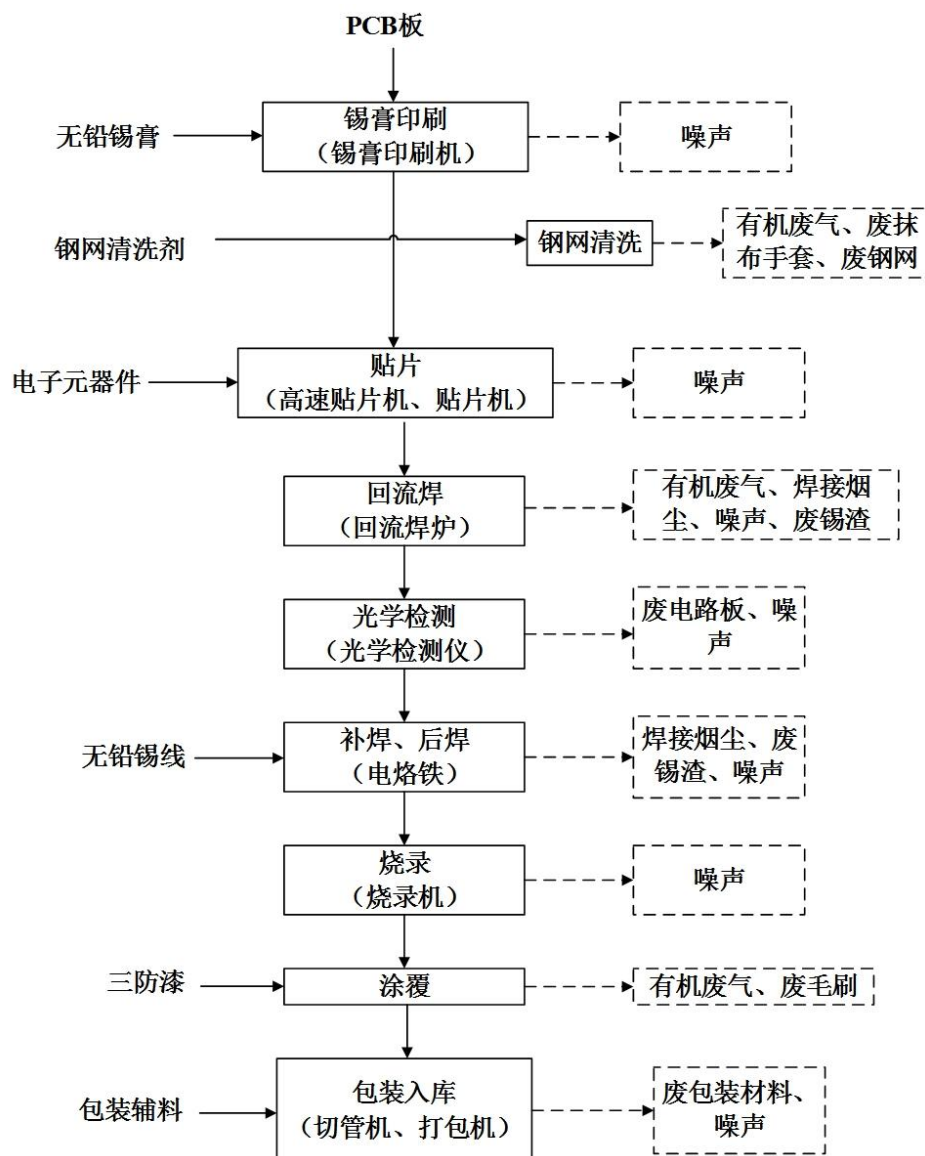 PCB板
无铅锡膏
锡膏印刷
（锡膏印刷机）
噪声
钢网清洗剂
钢网清洗
有机废气、废抹
布手套、废钢网
电子元器件
贴片
（高速贴片机、贴片机）
噪声
回流焊
（回流焊炉）
有机废气、焊接烟
尘、噪声、废锡渣
光学检测
（光学检测仪）
废电路板、噪
声
无铅锡线
补焊、后焊
（电烙铁）
焊接烟尘、废
锡渣、噪声
烧录
（烧录机）
噪声
三防漆
涂覆
有机废气、废毛刷
包装辅料
包装入库
（切管机、打包机）
废包装材料、
噪声